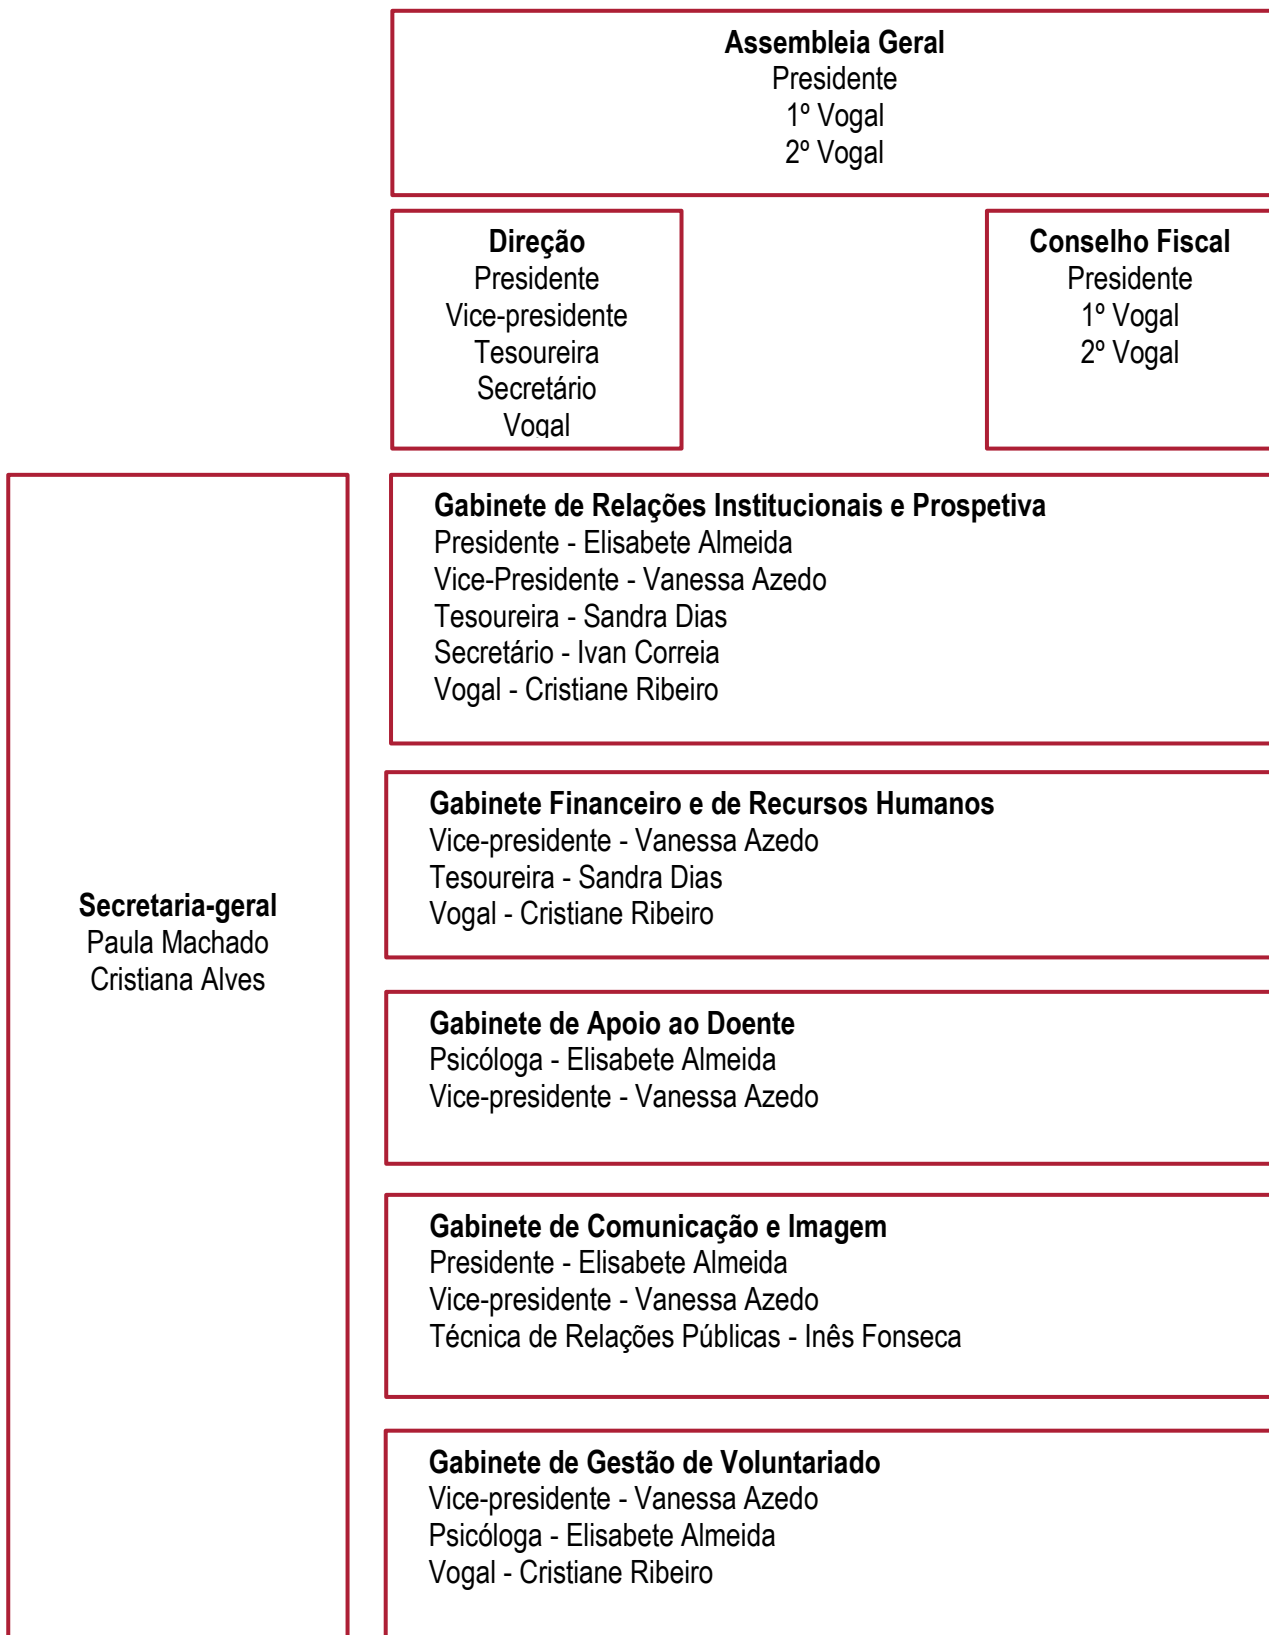 Assembleia Geral
Presidente
1º Vogal
2º Vogal
Direção
Presidente
Vice-presidente
Tesoureira
Secretário
Vogal
Conselho Fiscal
Presidente
1º Vogal
2º Vogal
Secretaria-geral
Paula Machado
Cristiana Alves
Gabinete de Relações Institucionais e Prospetiva
Presidente - Elisabete Almeida
Vice-Presidente - Vanessa Azedo
Tesoureira - Sandra Dias
Secretário - Ivan Correia
Vogal - Cristiane Ribeiro
Gabinete Financeiro e de Recursos Humanos
Vice-presidente - Vanessa Azedo
Tesoureira - Sandra Dias
Vogal - Cristiane Ribeiro
Gabinete de Apoio ao Doente
Psicóloga - Elisabete Almeida
Vice-presidente - Vanessa Azedo
Gabinete de Comunicação e Imagem
Presidente - Elisabete Almeida
Vice-presidente - Vanessa Azedo
Técnica de Relações Públicas - Inês Fonseca
Gabinete de Gestão de Voluntariado
Vice-presidente - Vanessa Azedo
Psicóloga - Elisabete Almeida
Vogal - Cristiane Ribeiro